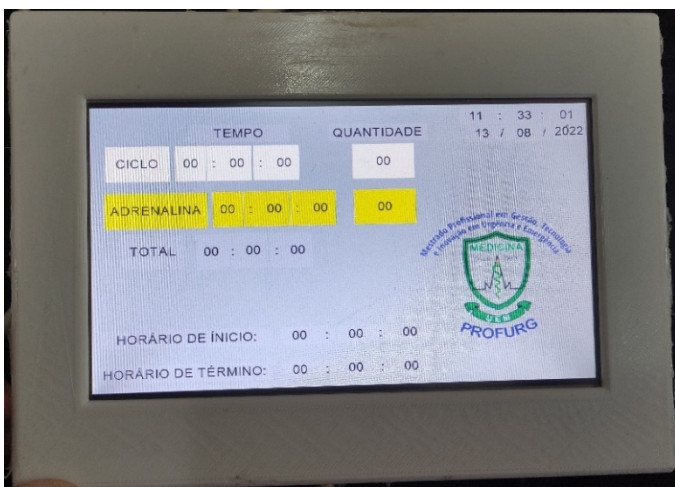 TEMPO QUANTIDADE
11 : 33 : 01
13 / 08 / 2022
CICLO 00 : 00 : 00 00
ADRENALINA 00 : 00 : 00 00
TOTAL 00 : 00 : 00
HORÁRIO DE ÍNICIO: 00 : 00 : 00
HORÁRIO DE TÉRMINO: 00 : 00 : 00
Mestrado Profissional em Gestão, Tecnologia
e Inovação em Urgência e Emergência
MEDICINA
PROFURG